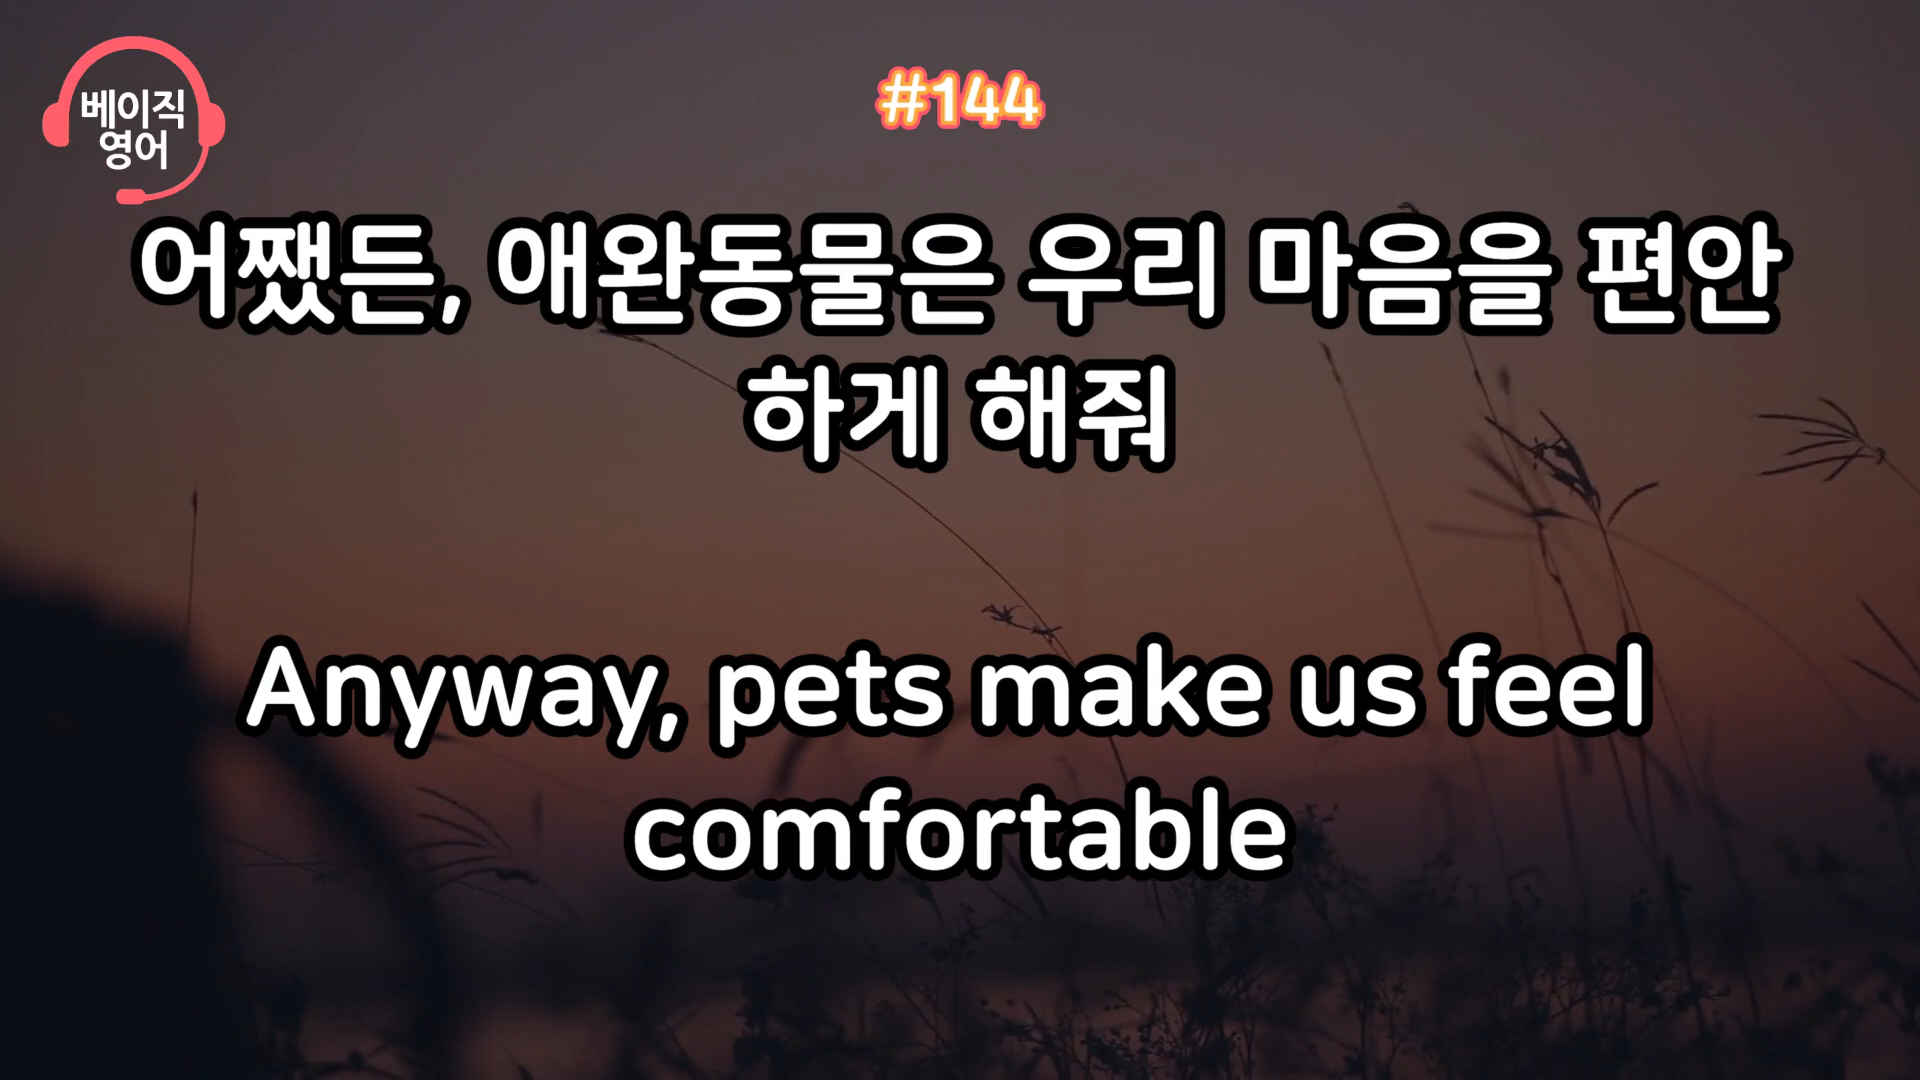 베이직
영어
#144
어쨌든, 애완동물은 우리 마음을 편안
하게 해줘
Anyway, pets make us feel
comfortable